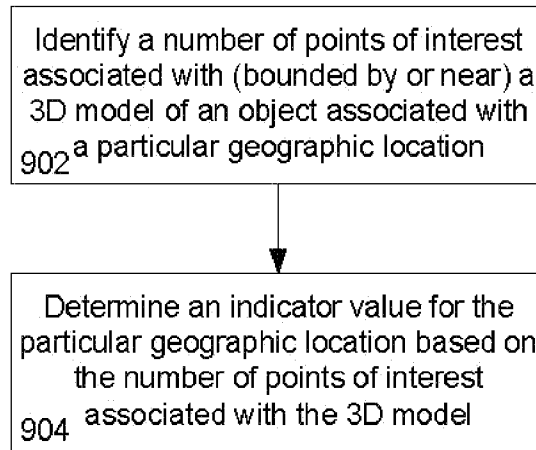 Identify a number of points of interest
associated with (bounded by or near) a
3D model of an object associated with
a particular geographic location
902
Determine an indicator value for the
particular geographic location based on
the number of points of interest
associated with the 3D model
904